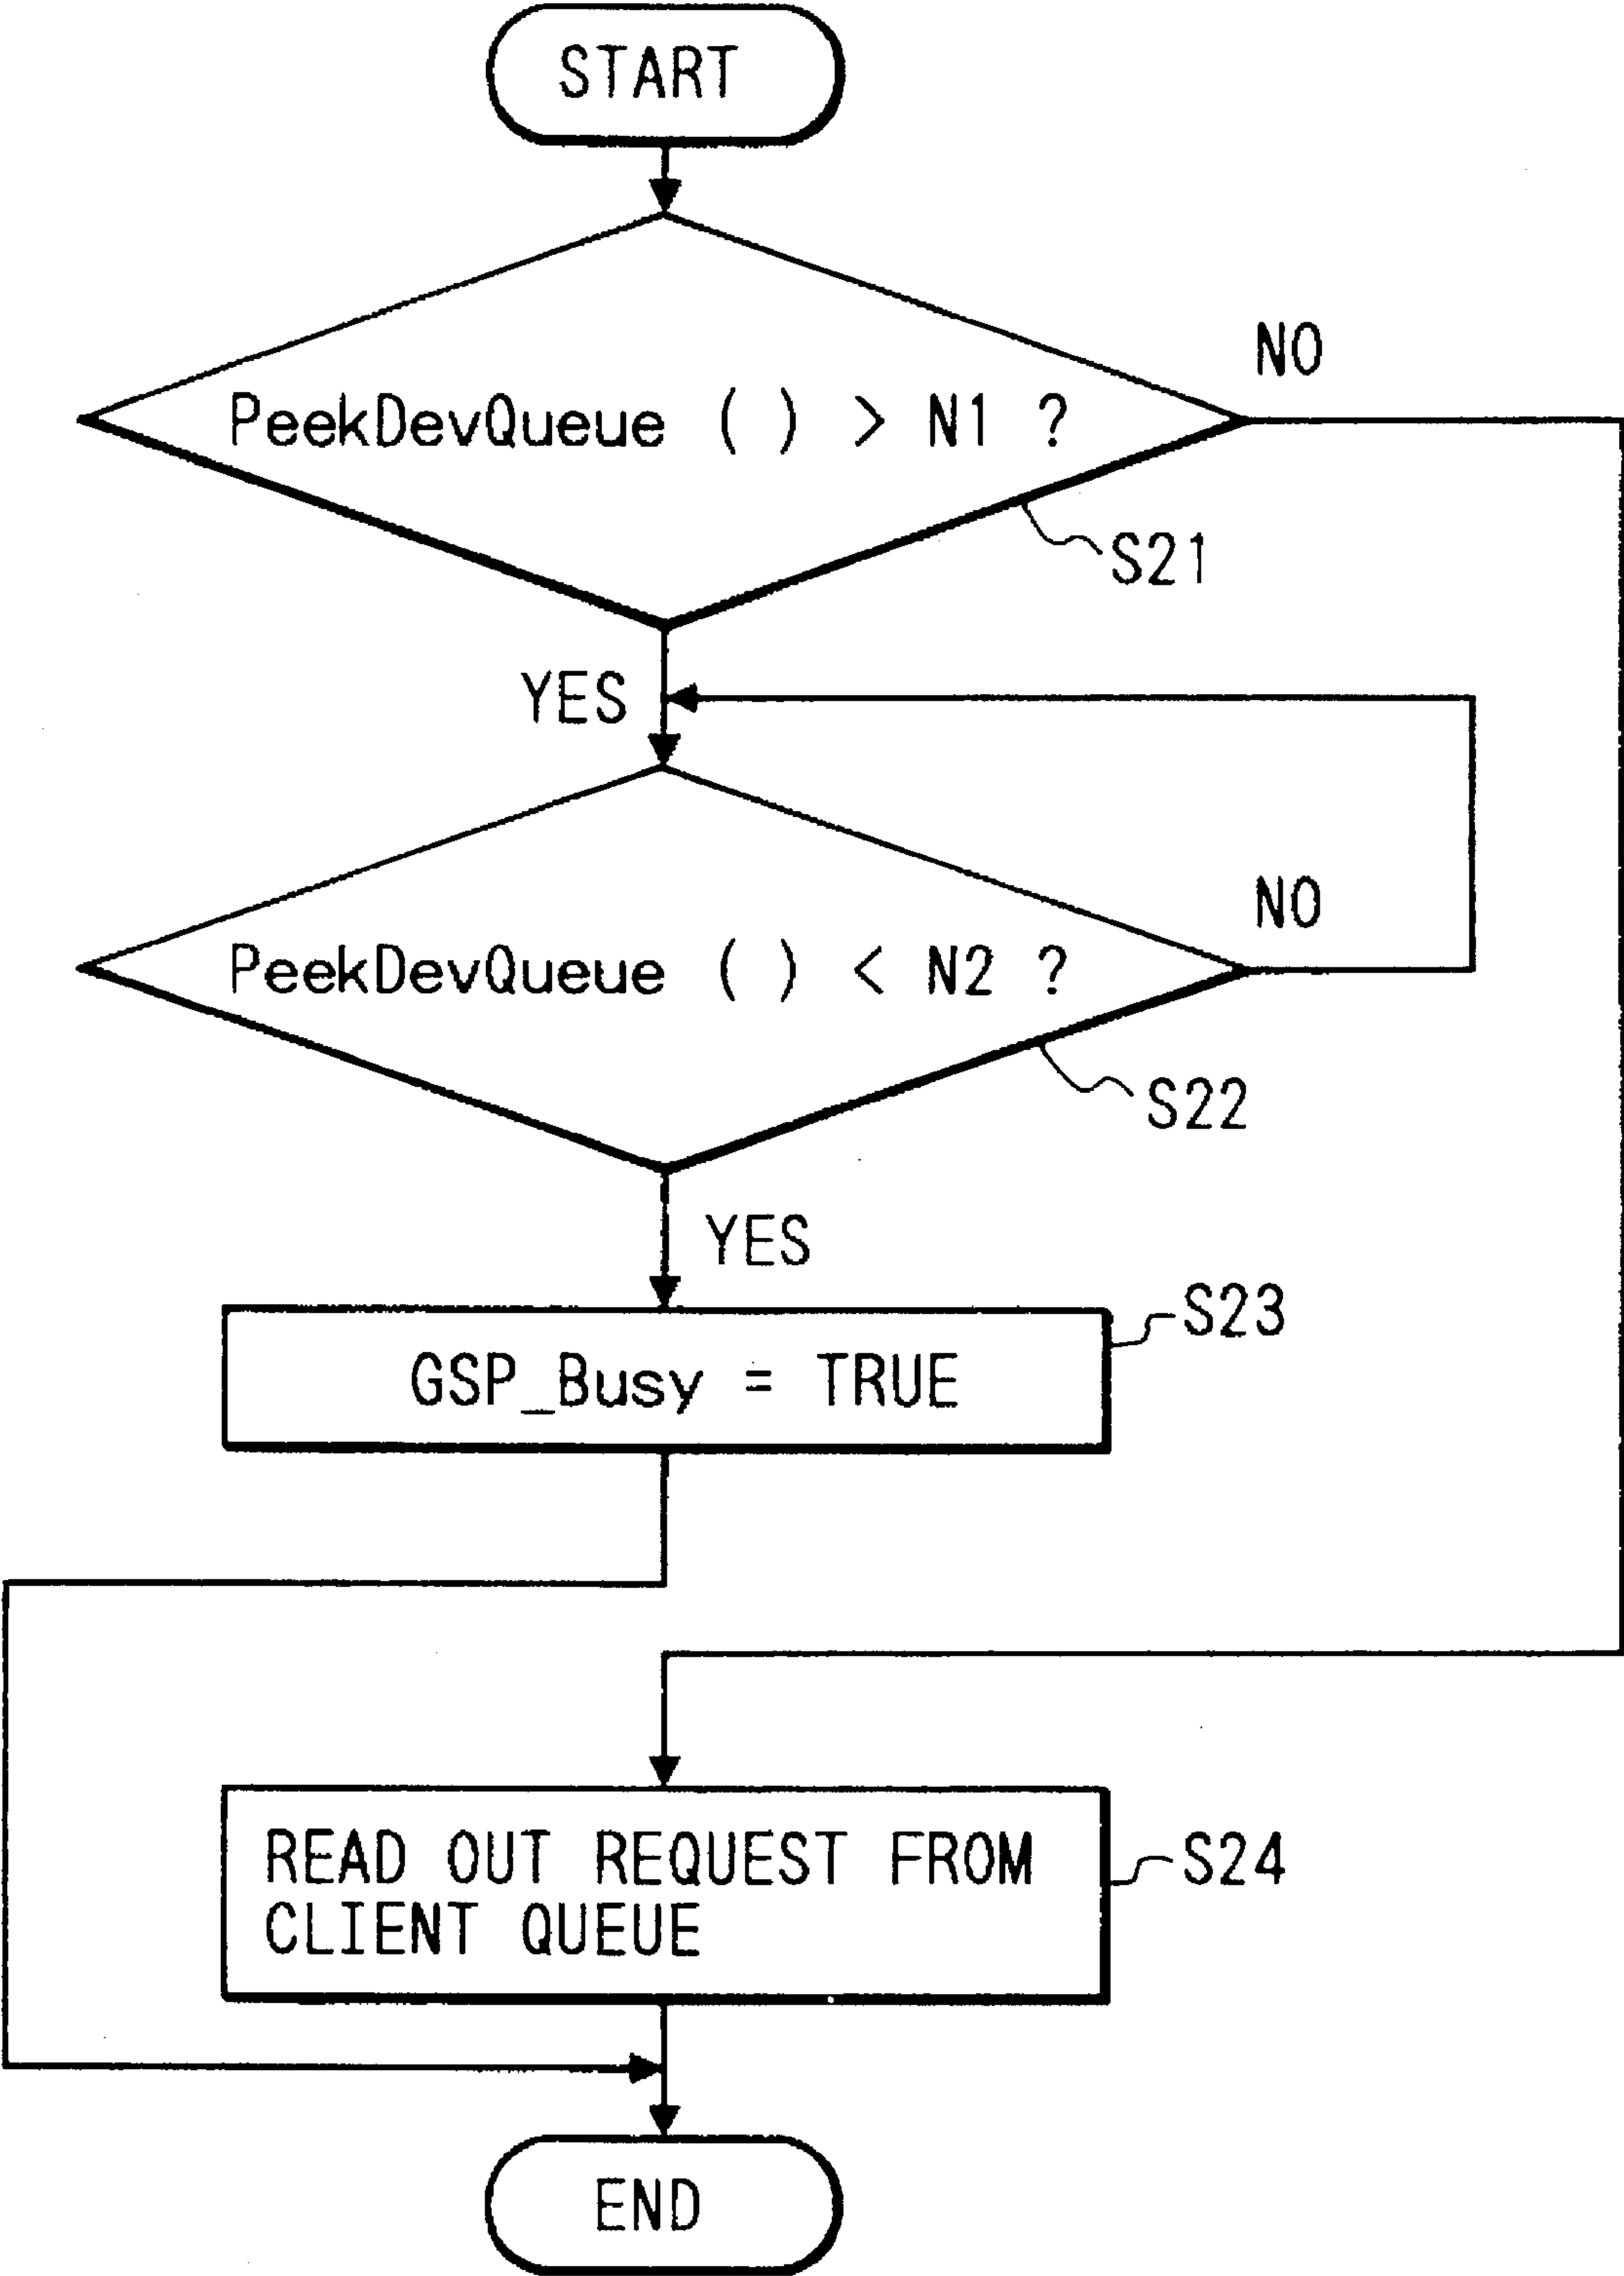 START
NO
PeekDevQueue ( ) > N1 ?
S21
YES
NO
PeekDevQueue ( ) < N2 ?
S22
YES
S23
GSP_Busy = TRUE
READ OUT REQUEST FROM
CLIENT QUEUE
S24
END